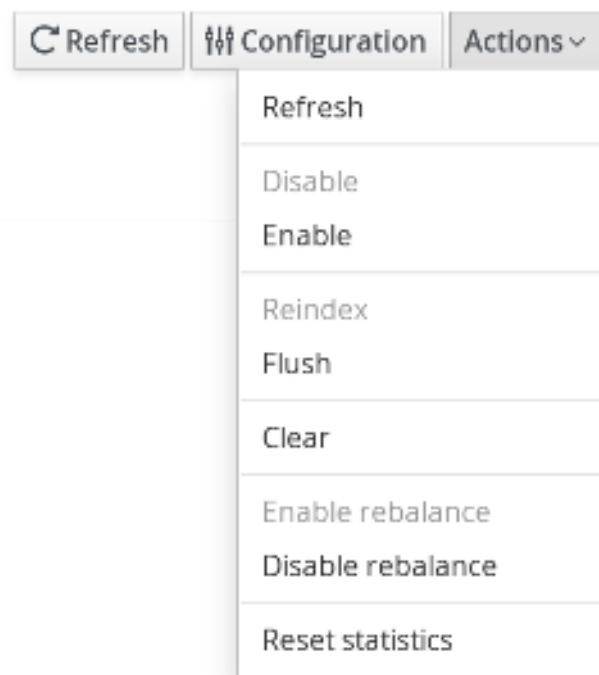 Refresh Configuration Actions
Refresh
Disable
Enable
Reindex
Flush
Clear
Enable rebalance
Disable rebalance
Reset statistics